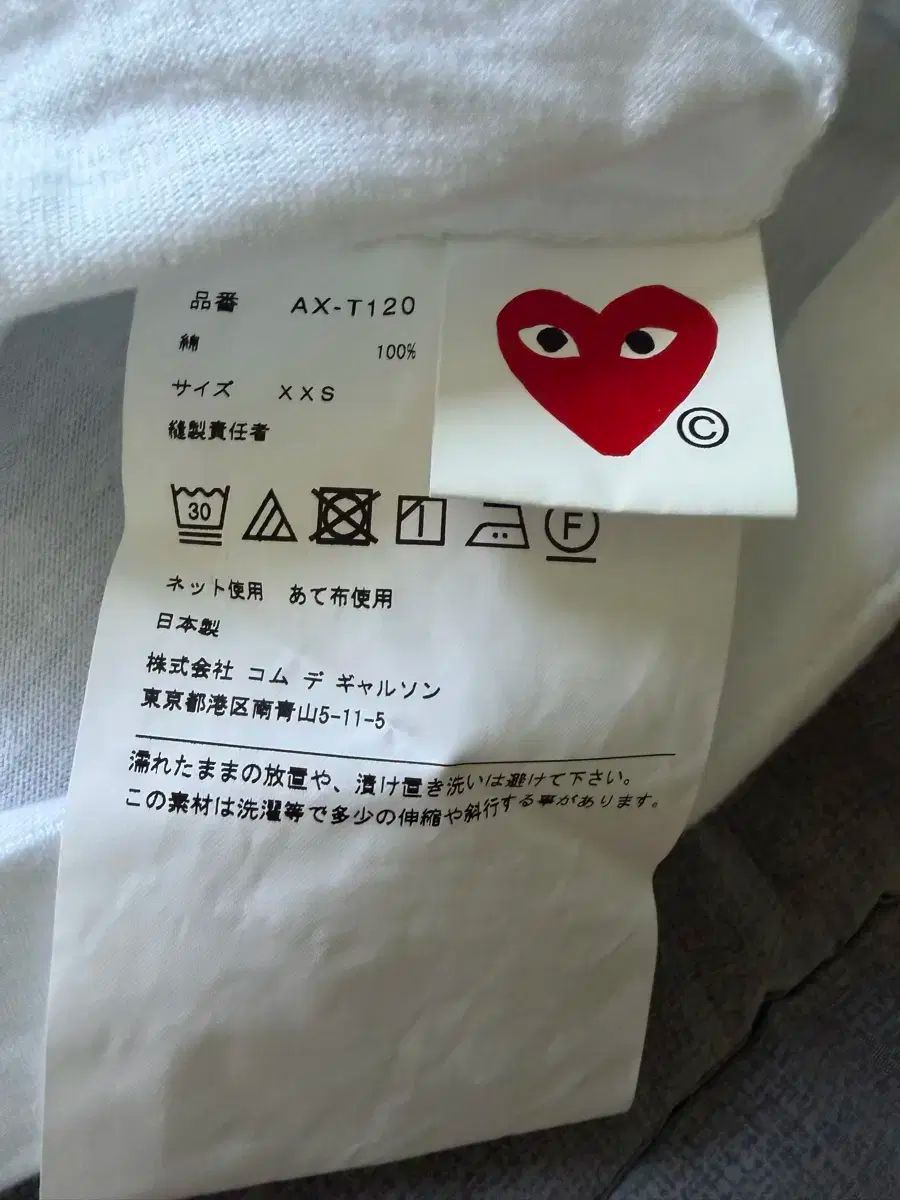 品番 AX-T120
綿 100%
サイズ XXS
縫製責任者
©
30
F
ネット使用 あて布使用
日本製
株式会社 コム デ ギャルソン
東京都港区南青山5-11-5
濡れたままの放置や、漬け置き洗いは避けて下さい。
この素材は洗濯等で多少の伸縮や斜行する事があります。